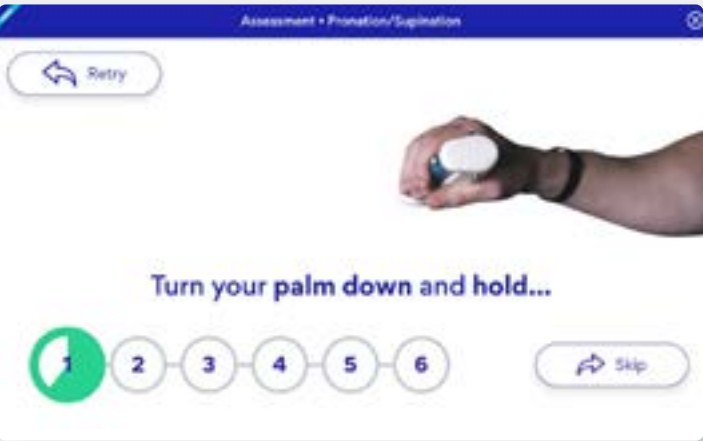 Assessment • Pronation/Supination
Retry
Turn your palm down and hold...
1 2 3 4 5 6
Skip